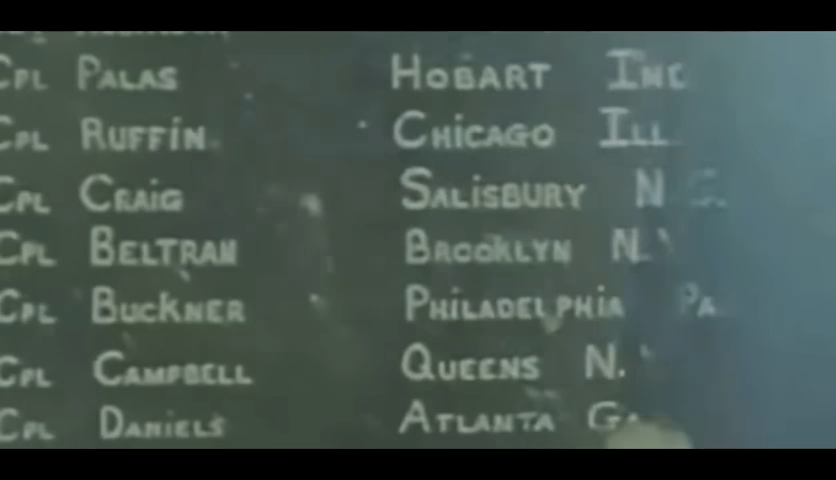 Cpl Palas Hobart Ind
Cpl Ruffin Chicago Ill
Cpl Craig Salisbury N.C.
Cpl Beltran Brooklyn N.Y
Cpl Buckner Philadelphia Pa
Cpl Campbell Queens N.
Cpl Daniels Atlanta Ga